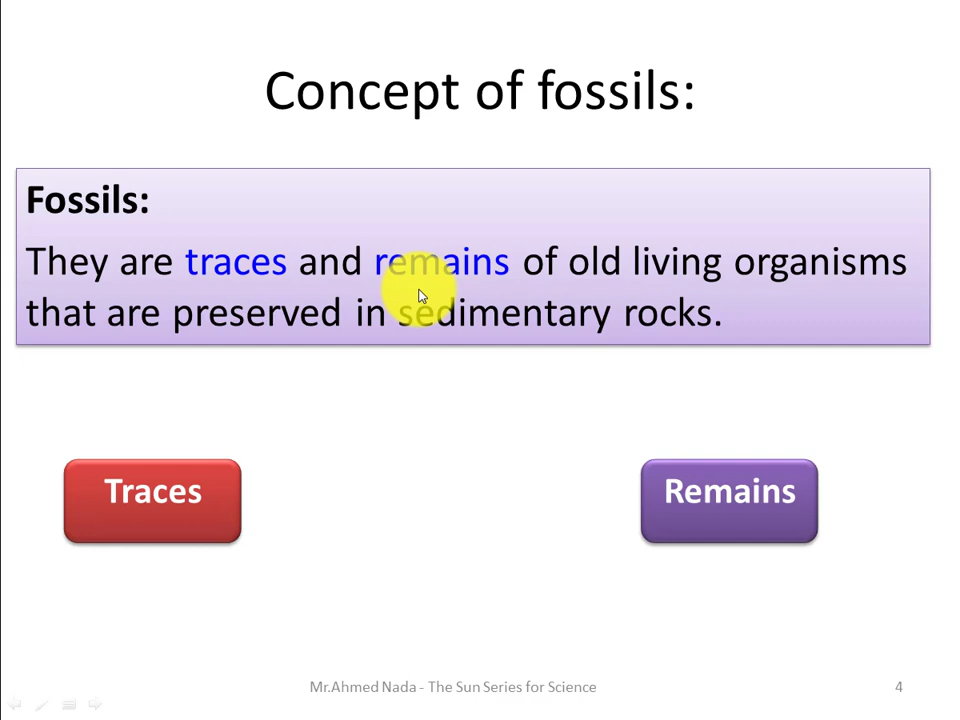 Concept of fossils:
Fossils:
They are traces and remains of old living organisms
that are preserved in sedimentary rocks.
Traces
Remains
Mr.Ahmed Nada - The Sun Series for Science
4